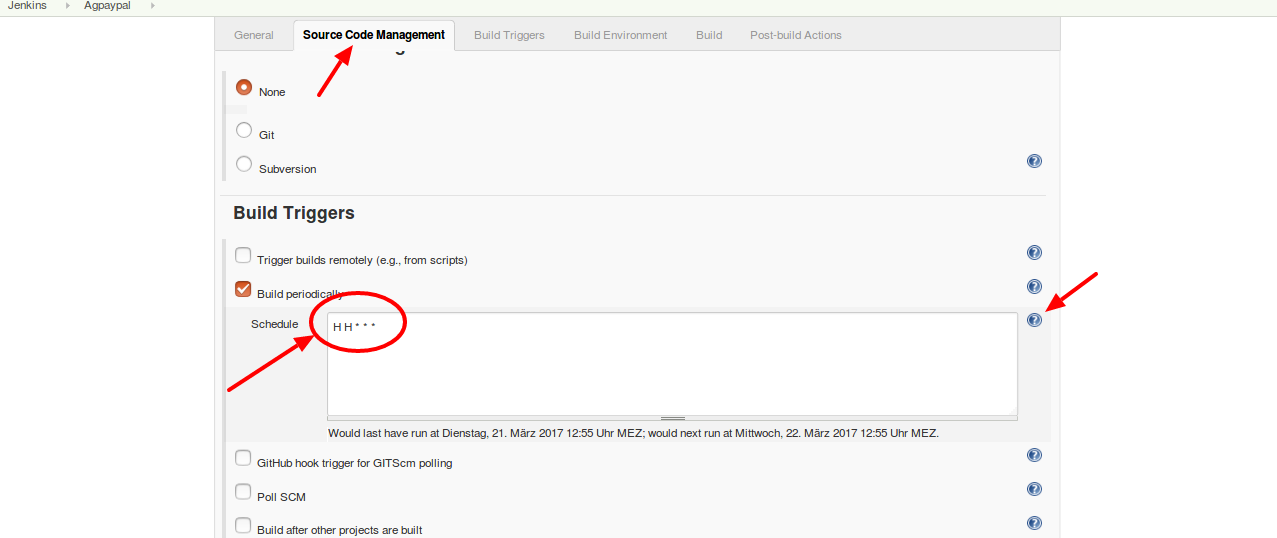 Jenkins Agpaypal
General Source Code Management Build Triggers Build Environment Build Post-build Actions
None
Git
Subversion
Build Triggers
Trigger builds remotely (e.g., from scripts)
Build periodically
Schedule H H * * *
Would last have run at Dienstag, 21. März 2017 12:55 Uhr MEZ; would next run at Mittwoch, 22. März 2017 12:55 Uhr MEZ.
GitHub hook trigger for GITScm polling
Poll SCM
Build after other projects are built